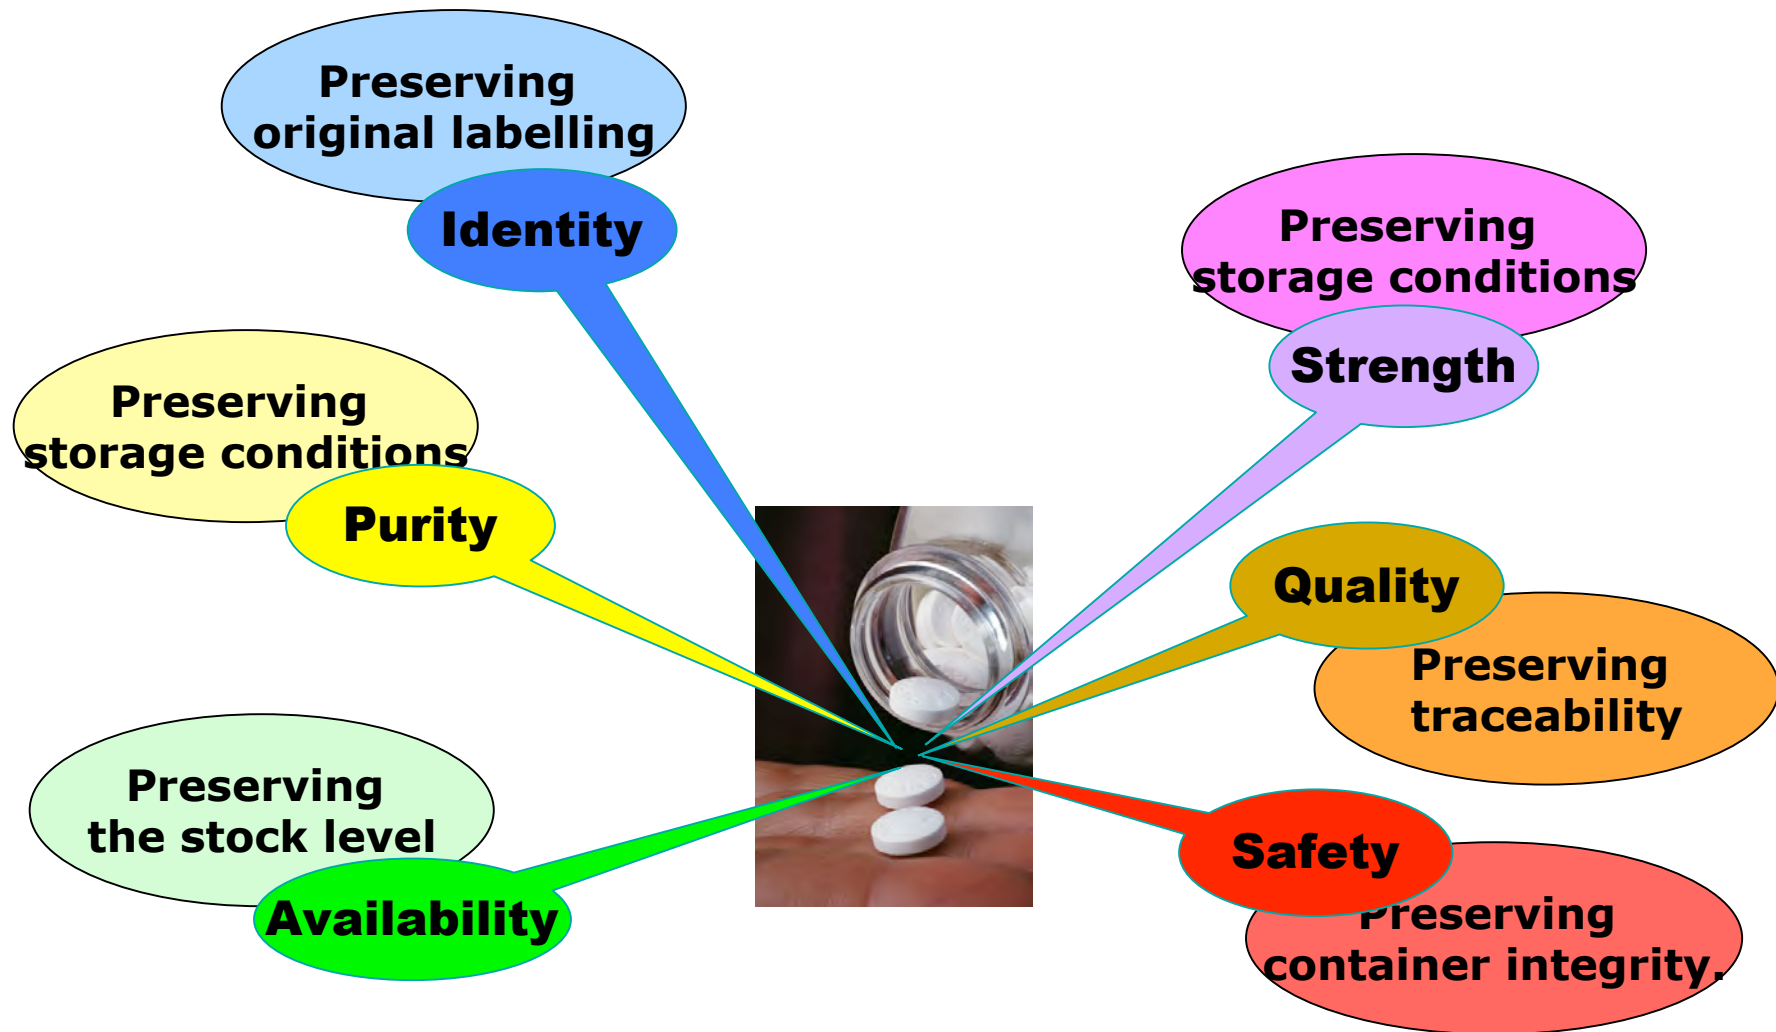 Preserving
original labelling
Identity
Preserving
storage conditions
Strength
Preserving
storage conditions
Purity
Quality
Preserving
traceability
Preserving
the stock level
Availability
Safety
Preserving
container integrity.